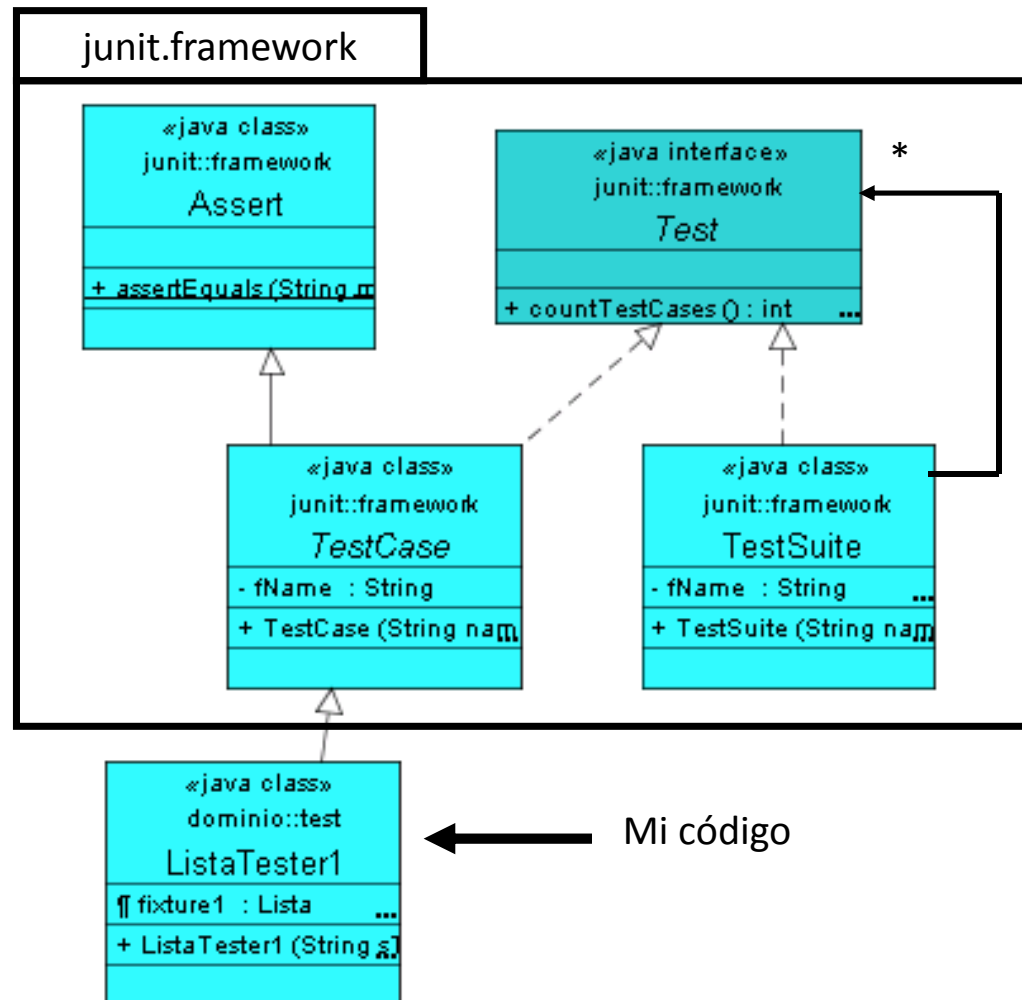 junit.framework
«java class»
junit::framework
Assert
+ assertEquals (String m
«java interface»
junit::framework
Test
+ countTestCases () : int ...
*
«java class»
junit::framework
TestCase
- fName : String
+ TestCase (String nam
«java class»
junit::framework
TestSuite
- fName : String ...
+ TestSuite (String nam
«java class»
dominio::test
ListaTester1
¶ fixture1 : Lista ...
+ ListaTester1 (String s)
Mi código